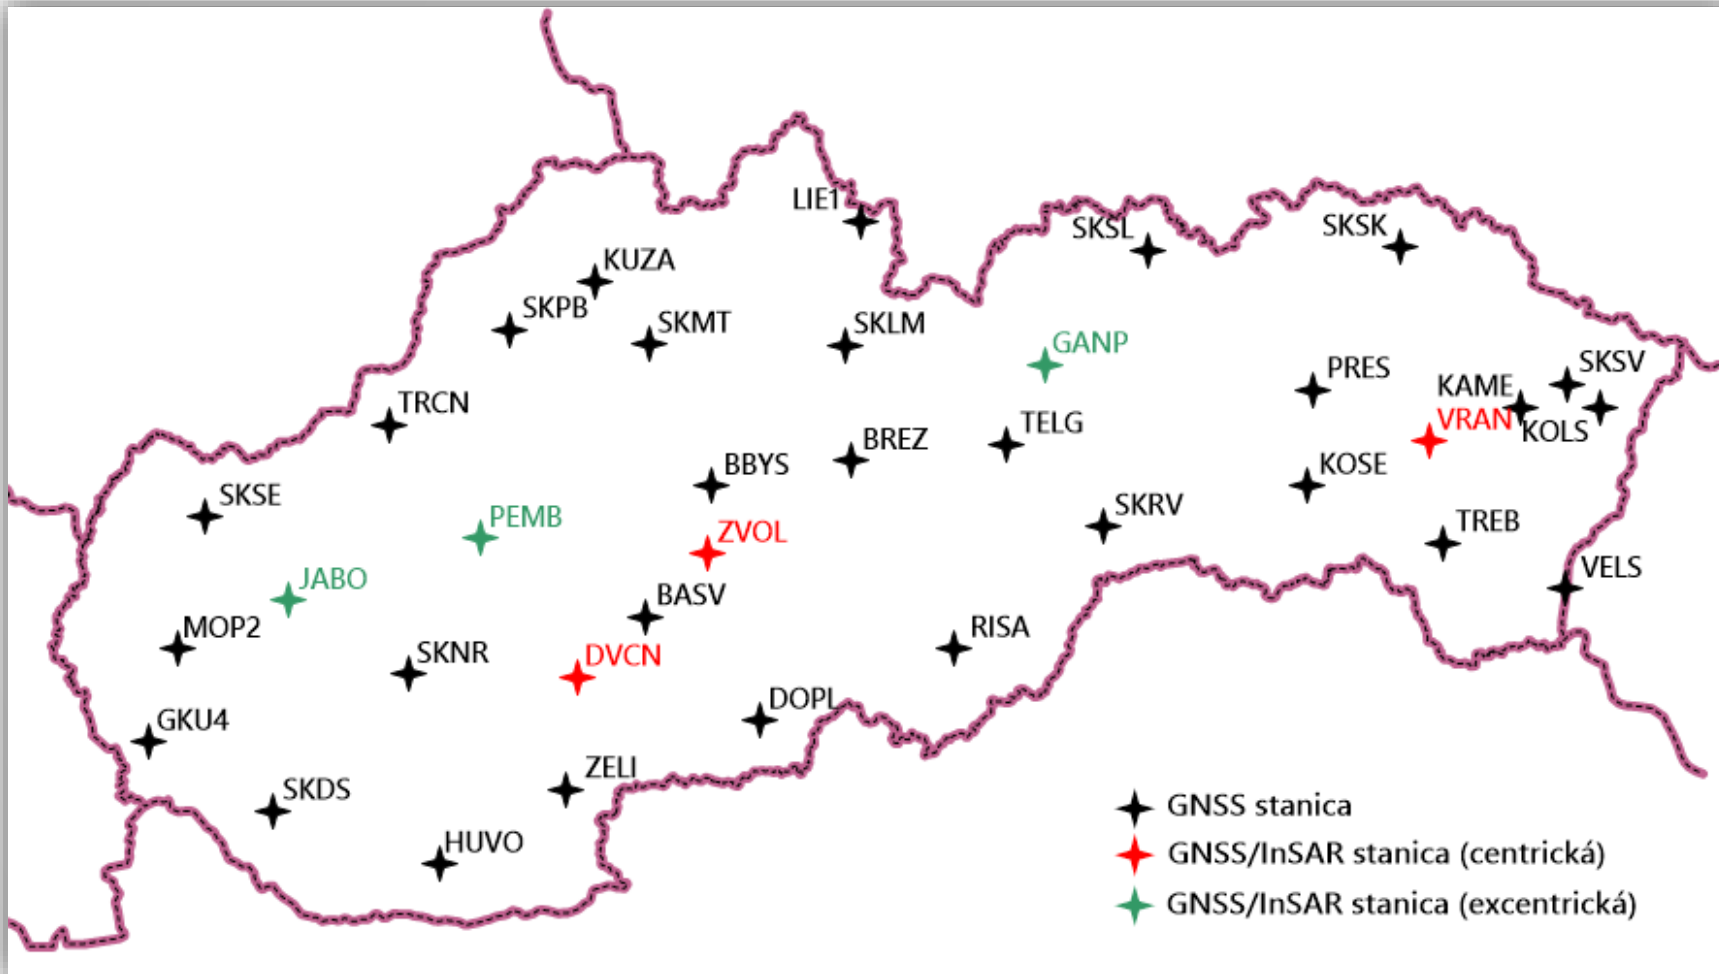 LIE1
SKSL
SKSK
KUZA
SKPB
SKMT
SKLM
GANP
PRES
SKSV
KAME
TRCN
VRAN
KOLS
TELG
BREZ
BBYS
KOSE
SKSE
SKRV
PEMB
ZVOL
TREB
JABO
BASV
VELS
MOP2
SKNR
DVCN
RISA
GKU4
DOPL
SKDS
ZELI
HUVO
GNSS stanica
GNSS/InSAR stanica (centrická)
GNSS/InSAR stanica (excentrická)